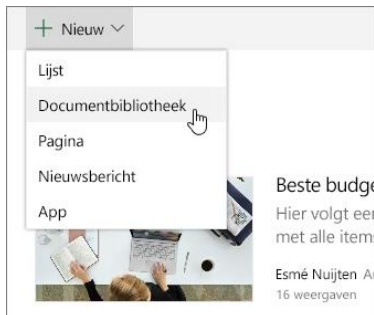 Nieuw
Lijst
Documentbibliotheek
Pagina
Nieuwsbericht
App
Beste budge
Hier volgt eer
met alle items
Esmé Nuijten
16 weergaven